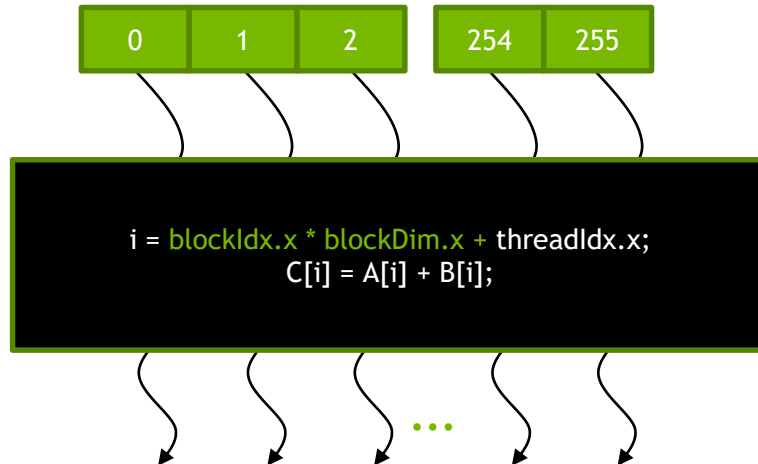 0 1 2 254 255
i = blockIdx.x * blockDim.x + threadIdx.x;
C[i] = A[i] + B[i];
...